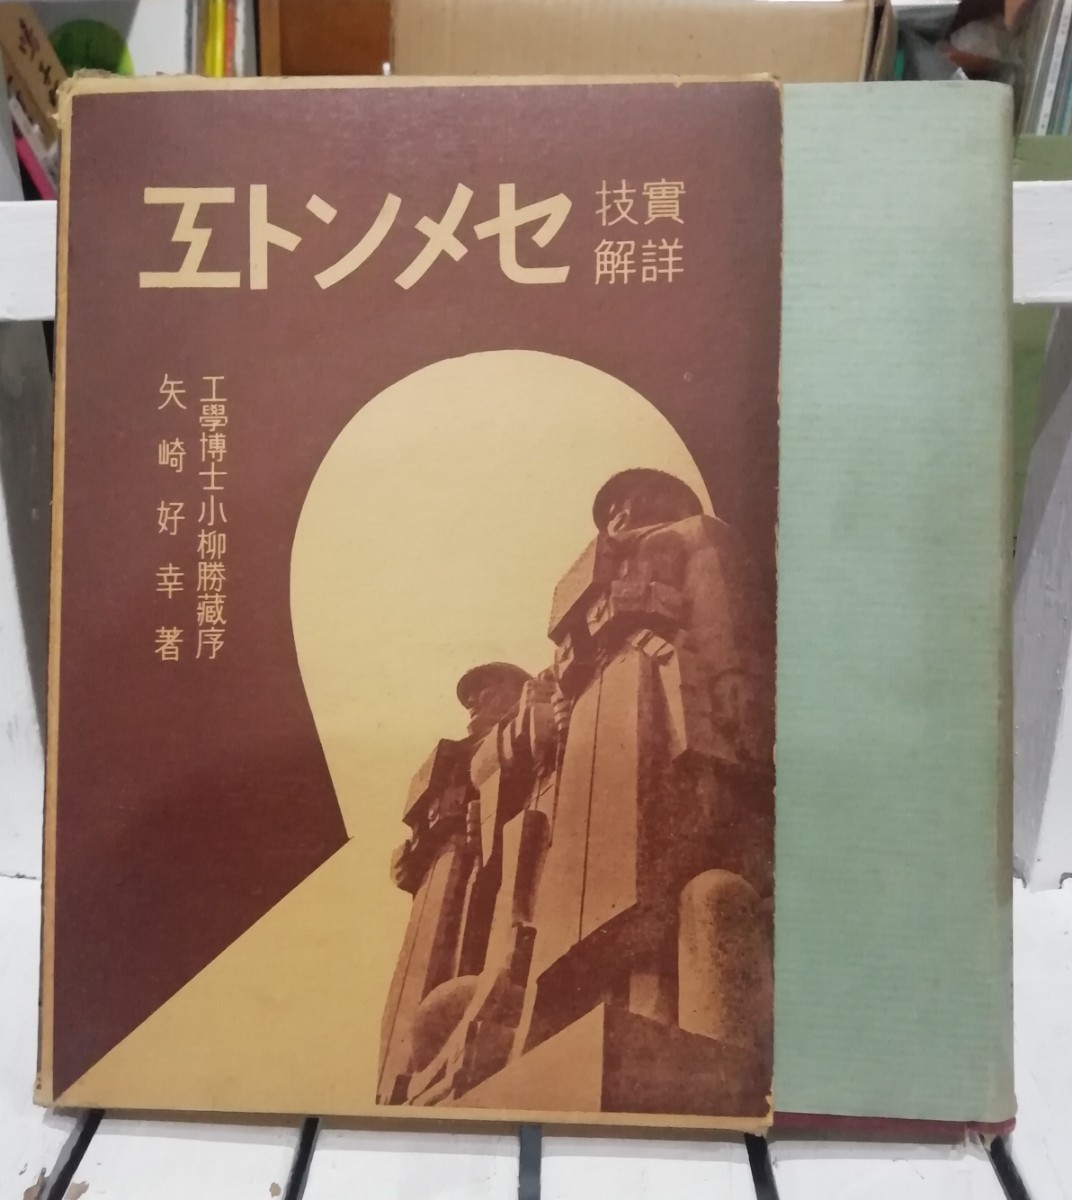 實技
詳解
セメント工
工學博士小柳勝藏序
矢崎好幸著